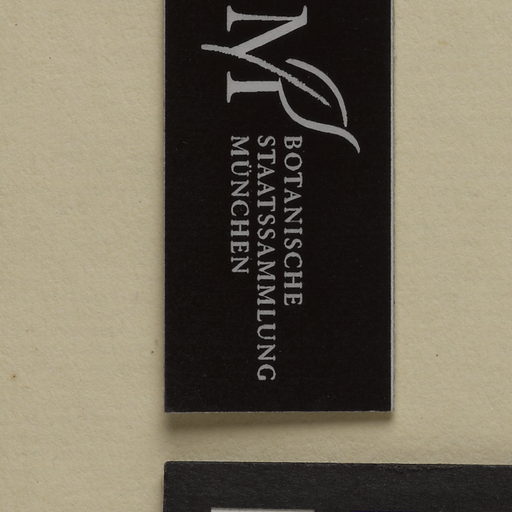 M
BOTANISCHE
STAATSSAMMLUNG
MÜNCHEN